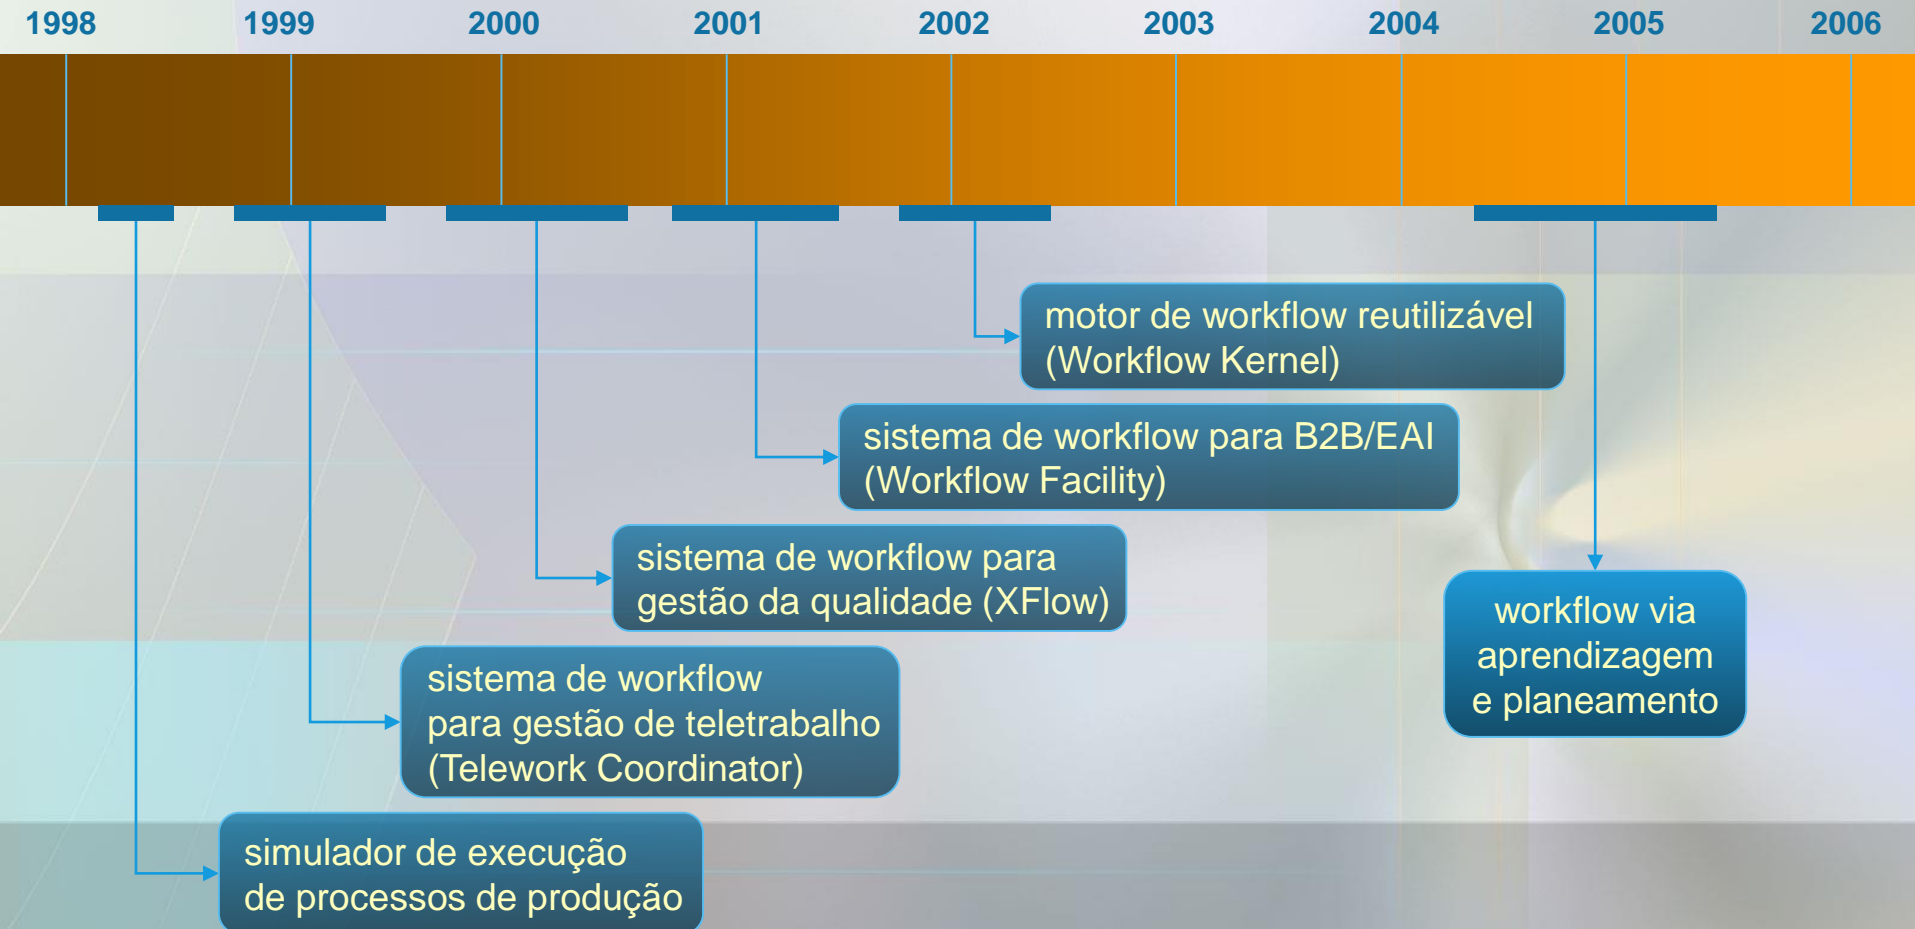 1998 1999 2000 2001 2002 2003 2004 2005 2006
motor de workflow reutilizável
(Workflow Kernel)
sistema de workflow para B2B/EAI
(Workflow Facility)
sistema de workflow para
gestão da qualidade (XFlow)
workflow via
aprendizagem
e planeamento
sistema de workflow
para gestão de teletrabalho
(Telework Coordinator)
simulador de execução
de processos de produção